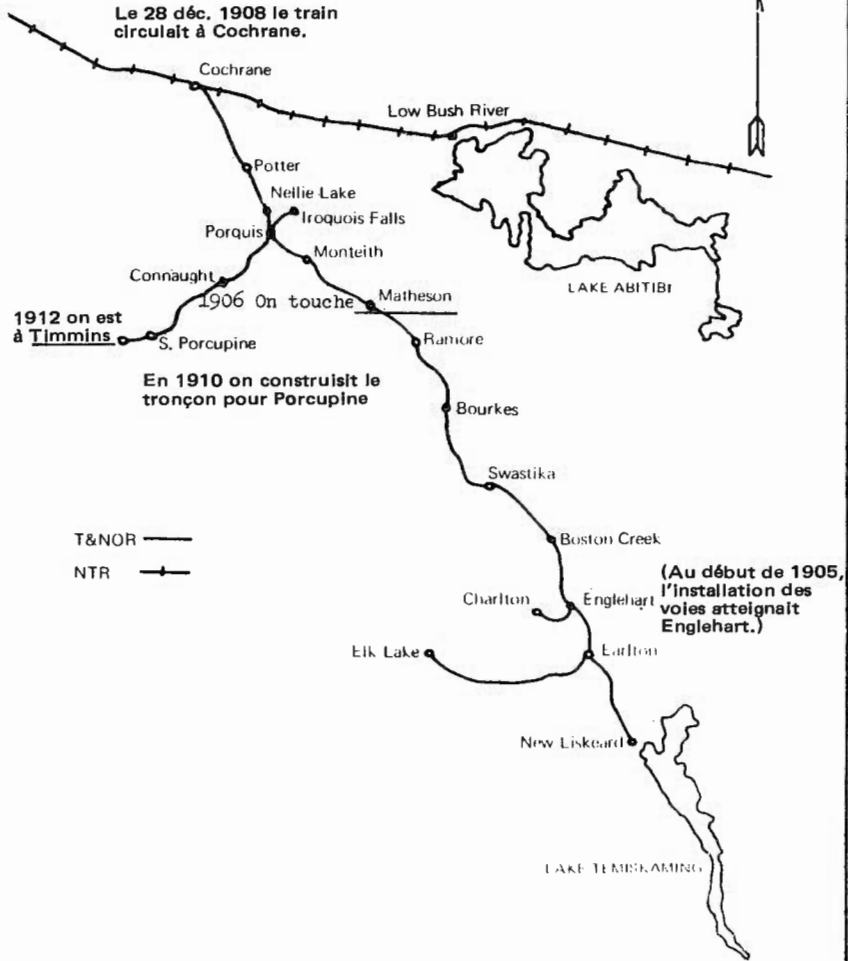 Le 28 déc. 1908 le train
circulait à Cochrane.
Cochrane
Low Bush River
Potter
Nellie Lake
Iroquois Falls
Porquis
Monteith
Connaught
LAKE ABITIBI
1906 On touche Matheson
1912 on est
à Timmins
S. Porcupine
Ramore
En 1910 on construisit le
tronçon pour Porcupine
Bourkes
Swastika
T&NOR
Boston Creek
NTR
(Au début de 1905,
l'installation des
voies atteignait
Englehart.)
Charlton
Englehart
Elk Lake
Earlton
New Liskeard
LAKE TEMISKAMING